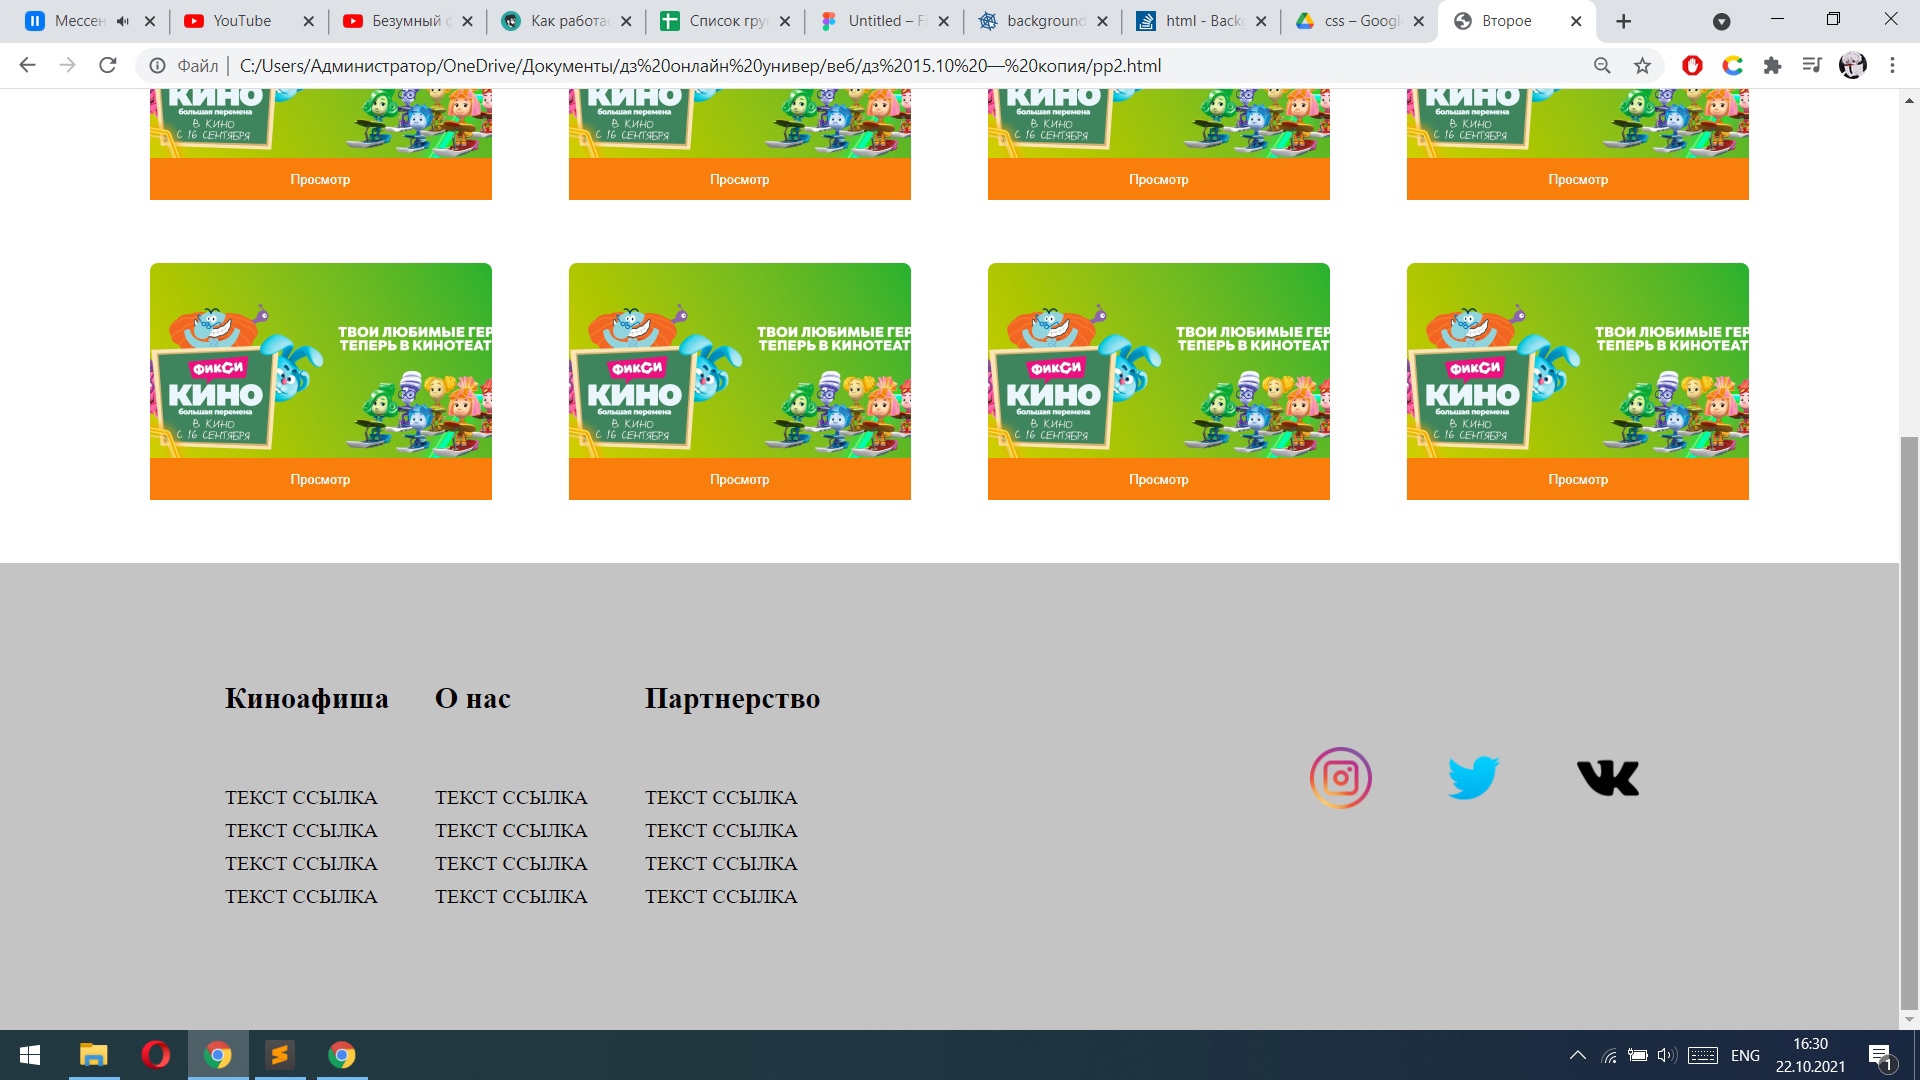 Мессен
YouTube
Безумный
Как работа
Список гру
Untitled – F
background
html - Back
css – Google
Второе
Файл | C:/Users/Администратор/OneDrive/Документы/дз%20онлайн%20универ/веб/дз%2015.10%20—%20копия/pp2.html
КИНО КИНО КИНО КИНО
большая перемена большая перемена большая перемена большая перемена
В КИНО В КИНО В КИНО В КИНО
С 16 СЕНТЯБРЯ С 16 СЕНТЯБРЯ С 16 СЕНТЯБРЯ С 16 СЕНТЯБРЯ
Просмотр Просмотр Просмотр Просмотр
ТВОИ ЛЮБИМЫЕ ГЕР ТВОИ ЛЮБИМЫЕ ГЕР ТВОИ ЛЮБИМЫЕ ГЕР ТВОИ ЛЮБИМЫЕ ГЕР
ТЕПЕРЬ В КИНОТЕАТ ТЕПЕРЬ В КИНОТЕАТ ТЕПЕРЬ В КИНОТЕАТ ТЕПЕРЬ В КИНОТЕАТ
ФИКСИ ФИКСИ ФИКСИ ФИКСИ
КИНО КИНО КИНО КИНО
большая перемена большая перемена большая перемена большая перемена
В КИНО В КИНО В КИНО В КИНО
С 16 СЕНТЯБРЯ С 16 СЕНТЯБРЯ С 16 СЕНТЯБРЯ С 16 СЕНТЯБРЯ
Просмотр Просмотр Просмотр Просмотр
Киноафиша О нас Партнерство
ТЕКСТ ССЫЛКА ТЕКСТ ССЫЛКА ТЕКСТ ССЫЛКА
ТЕКСТ ССЫЛКА ТЕКСТ ССЫЛКА ТЕКСТ ССЫЛКА
ТЕКСТ ССЫЛКА ТЕКСТ ССЫЛКА ТЕКСТ ССЫЛКА
ТЕКСТ ССЫЛКА ТЕКСТ ССЫЛКА ТЕКСТ ССЫЛКА
ENG
16:30
22.10.2021
1